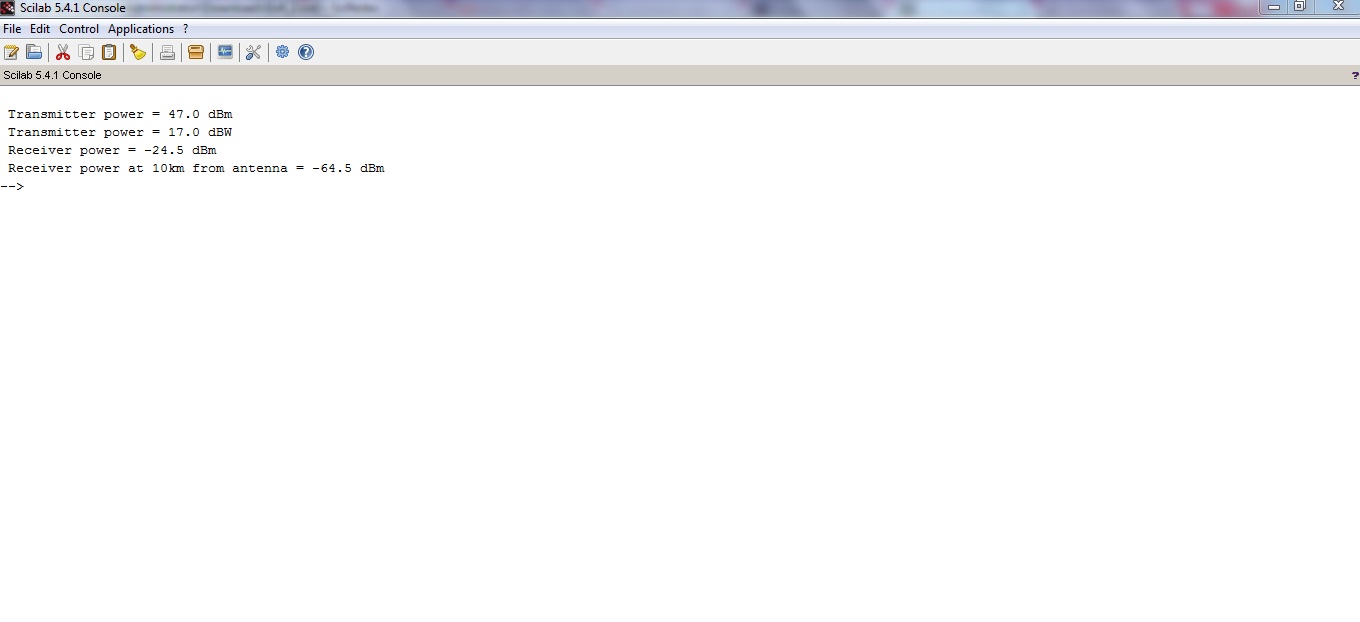 Scilab 5.4.1 Console
File Edit Control Applications ?
Scilab 5.4.1 Console ?
Transmitter power = 47.0 dBm
Transmitter power = 17.0 dBW
Receiver power = -24.5 dBm
Receiver power at 10km from antenna = -64.5 dBm
-->